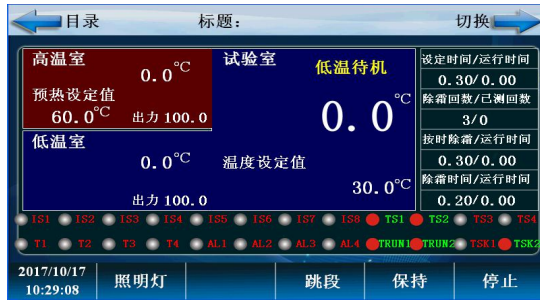 目录
标题：
切换
高温室
0.0℃
预热设定值
60.0℃
出力 100.0
低温室
0.0℃
出力 100.0
试验室
低温待机
0.0℃
温度设定值
30.0℃
设定时间/运行时间
0.30/0.00
除霜回数/已测回数
3/0
按时除霜/运行时间
0.30/0.00
除霜时间/运行时间
0.20/0.00
IS1 IS2 IS3 IS4 IS5 IS6 IS7 IS8 TS1 TS2 TS3 TS4
T1 T2 T3 T4 AL1 AL2 AL3 AL4 TRUN1 TRUN2 TSK1 TSK2
2017/10/17
10:29:08
照明灯
跳段
保持
停止